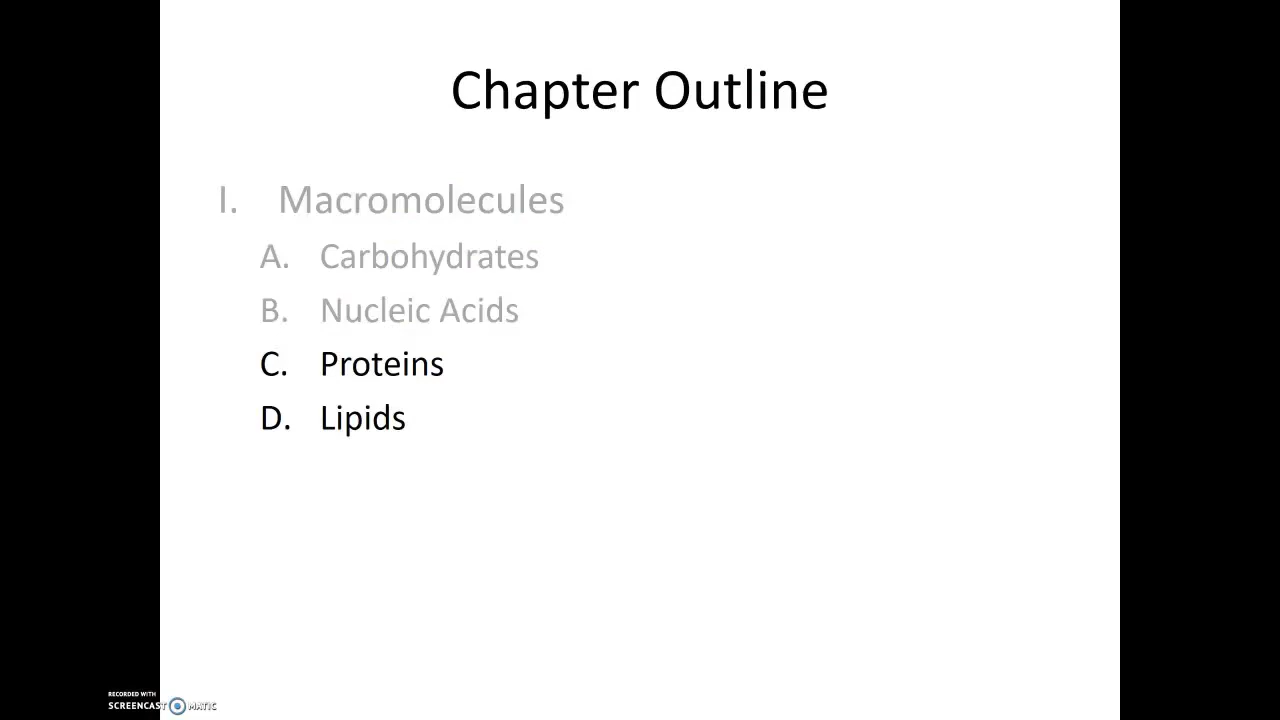 Chapter Outline
I. Macromolecules
A. Carbohydrates
B. Nucleic Acids
C. Proteins
D. Lipids
RECORDED WITH
SCREENCAST MATIC